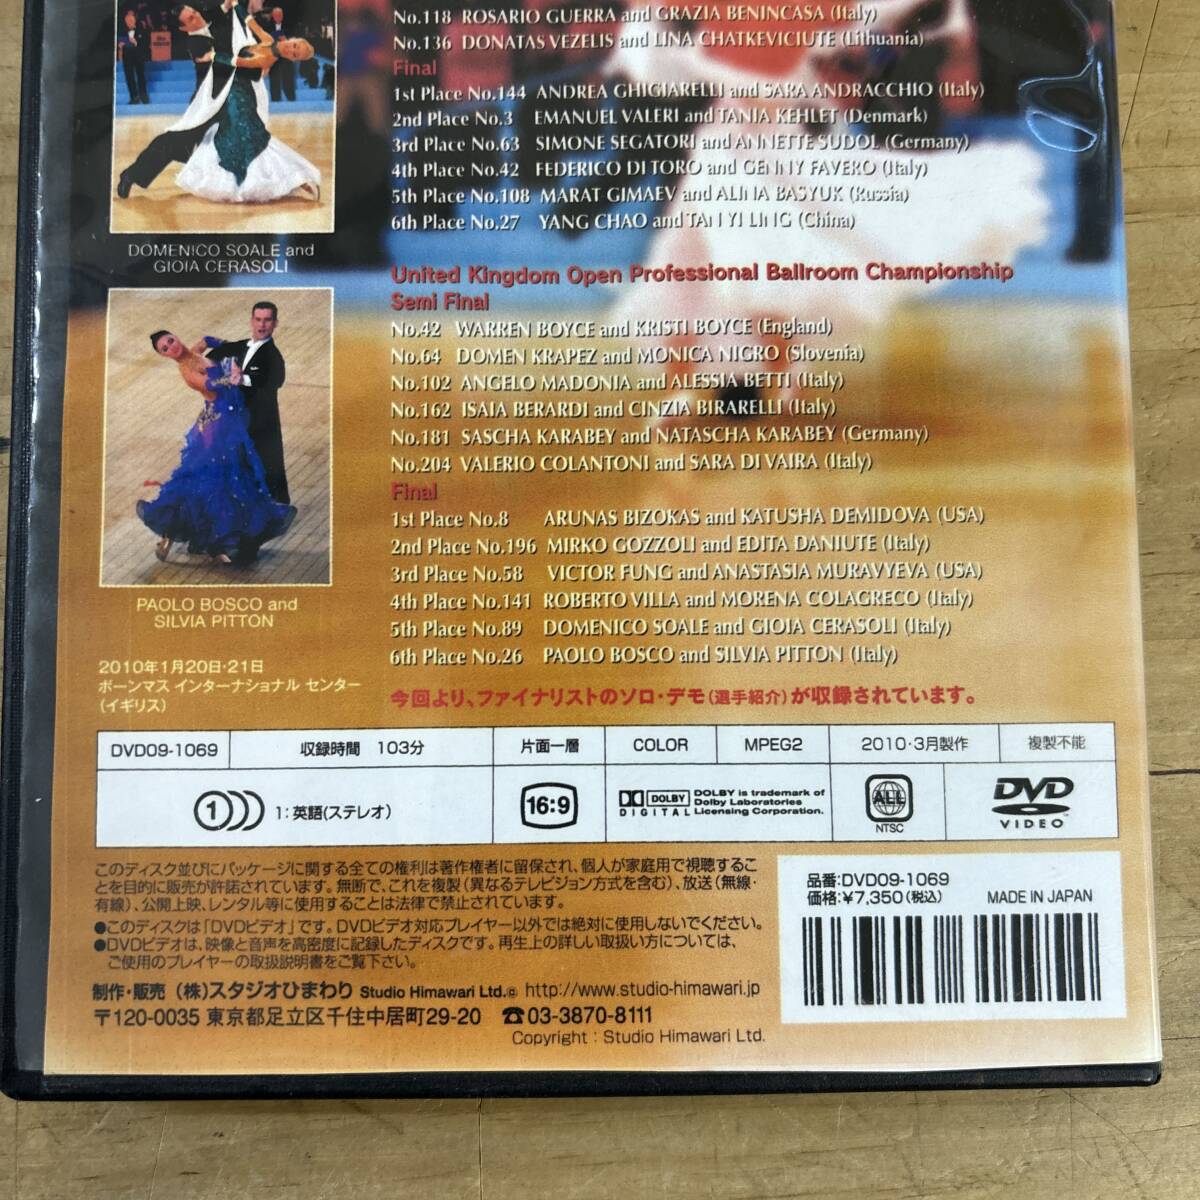 No.118 ROSARIO GUERRA and GRAZIA BENINCASA (Italy)
No.136 DONATAS VEZELIS and LINA CHATKEVICIUTE (Lithuania)
Final
1st Place No.144 ANDREA GHIGIARELLI and SARA ANDRACCHIO (Italy)
2nd Place No.3 EMANUEL VALERI and TANIA KEHLET (Denmark)
3rd Place No.63 SIMONE SEGATORI and ANNETTE SUDOL (Germany)
4th Place No.42 FEDERICO DI TORO and GENNY FAVERO (Italy)
5th Place No.108 MARAT GIMAEV and ALINA BASYUK (Russia)
6th Place No.27 YANG CHAO and TAN YI LING (China)
DOMENICO SOALE and
GIOIA CERASOLI
United Kingdom Open Professional Ballroom Championship
Semi Final
No.42 WARREN BOYCE and KRISTI BOYCE (England)
No.64 DOMEN KRAPEZ and MONICA NIGRO (Slovenia)
No.102 ANGELO MADONIA and ALESSIA BETTI (Italy)
No.162 ISAIA BERARDI and CINZIA BIRARELLI (Italy)
No.181 SASCHA KARABEY and NATASCHA KARABEY (Germany)
No.204 VALERIO COLANTONI and SARA DI VAIRA (Italy)
Final
1st Place No.8 ARUNAS BIZOKAS and KATUSHA DEMIDOVA (USA)
2nd Place No.196 MIRKO GOZZOLI and EDITA DANIUTE (Italy)
3rd Place No.58 VICTOR FUNG and ANASTASIA MURAVYEVA (USA)
4th Place No.141 ROBERTO VILLA and MORENA COLAGRECO (Italy)
5th Place No.89 DOMENICO SOALE and GIOIA CERASOLI (Italy)
6th Place No.26 PAOLO BOSCO and SILVIA PITTON (Italy)
PAOLO BOSCO and
SILVIA PITTON
2010年1月20日・21日
ボーンマス インターナショナル センター
（イギリス）
今回より、ファイナリストのソロ・デモ（選手紹介）が収録されています。
DVD09-1069 収録時間 103分 片面一層 COLOR MPEG2 2010・3月製作 複製不能
1 1：英語(ステレオ) 16:9
DOLBY DIGITAL
DOLBY is trademark of
Dolby Laboratories
Licensing Corporation.
ALL
NTSC
DVD
VIDEO™
このディスク並びにパッケージに関する全ての権利は著作権者に留保され、個人が家庭用で視聴するこ
とを目的に販売が許諾されています。無断で、これを複製（異なるテレビジョン方式を含む）、放送（無線・
有線）、公開上映、レンタル等に使用することは法律で禁止されています。
●このディスクは「DVDビデオ」です。DVDビデオ対応プレイヤー以外では絶対に使用しないでください。
●DVDビデオは、映像と音声を高密度に記録したディスクです。再生上の詳しい取扱い方については、
ご使用のプレイヤーの取扱説明書をご覧下さい。
制作・販売 （株）スタジオひまわり Studio Himawari Ltd.© http://www.studio-himawari.jp
〒120-0035 東京都足立区千住中居町29-20 ☎03-3870-8111
Copyright : Studio Himawari Ltd.
品番：DVD09-1069
価格：￥7,350（税込） MADE IN JAPAN